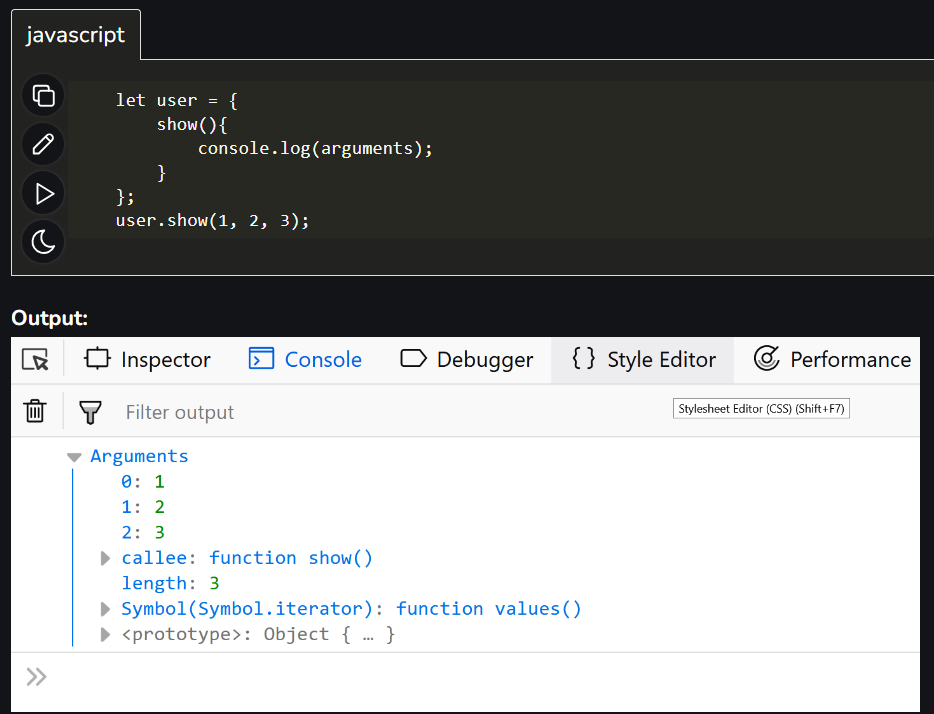 javascript
let user = {
    show(){
        console.log(arguments);
    }
};
user.show(1, 2, 3);
Output:
Inspector Console Debugger { } Style Editor Performance
Filter output
Stylesheet Editor (CSS) (Shift+F7)
Arguments
0: 1
1: 2
2: 3
callee: function show()
length: 3
Symbol(Symbol.iterator): function values()
<prototype>: Object { … }